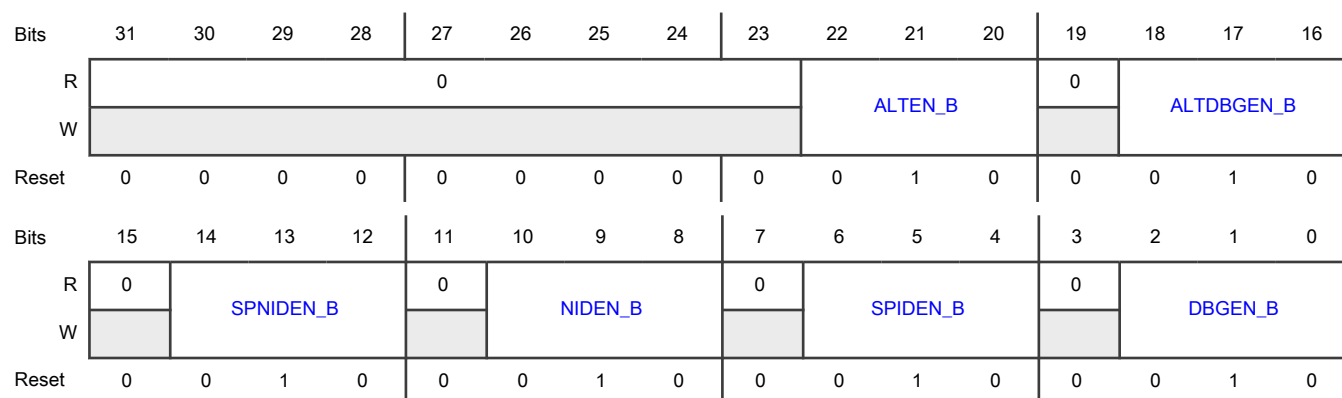 Bits 31 30 29 28 27 26 25 24 23 22 21 20 19 18 17 16
R 0 ALTEN_B 0 ALTDBGEN_B
W
Reset 0 0 0 0 0 0 0 0 0 0 1 0 0 0 1 0
Bits 15 14 13 12 11 10 9 8 7 6 5 4 3 2 1 0
R 0 SPNIDEN_B 0 NIDEN_B 0 SPIDEN_B 0 DBGEN_B
W
Reset 0 0 1 0 0 0 1 0 0 0 1 0 0 0 1 0